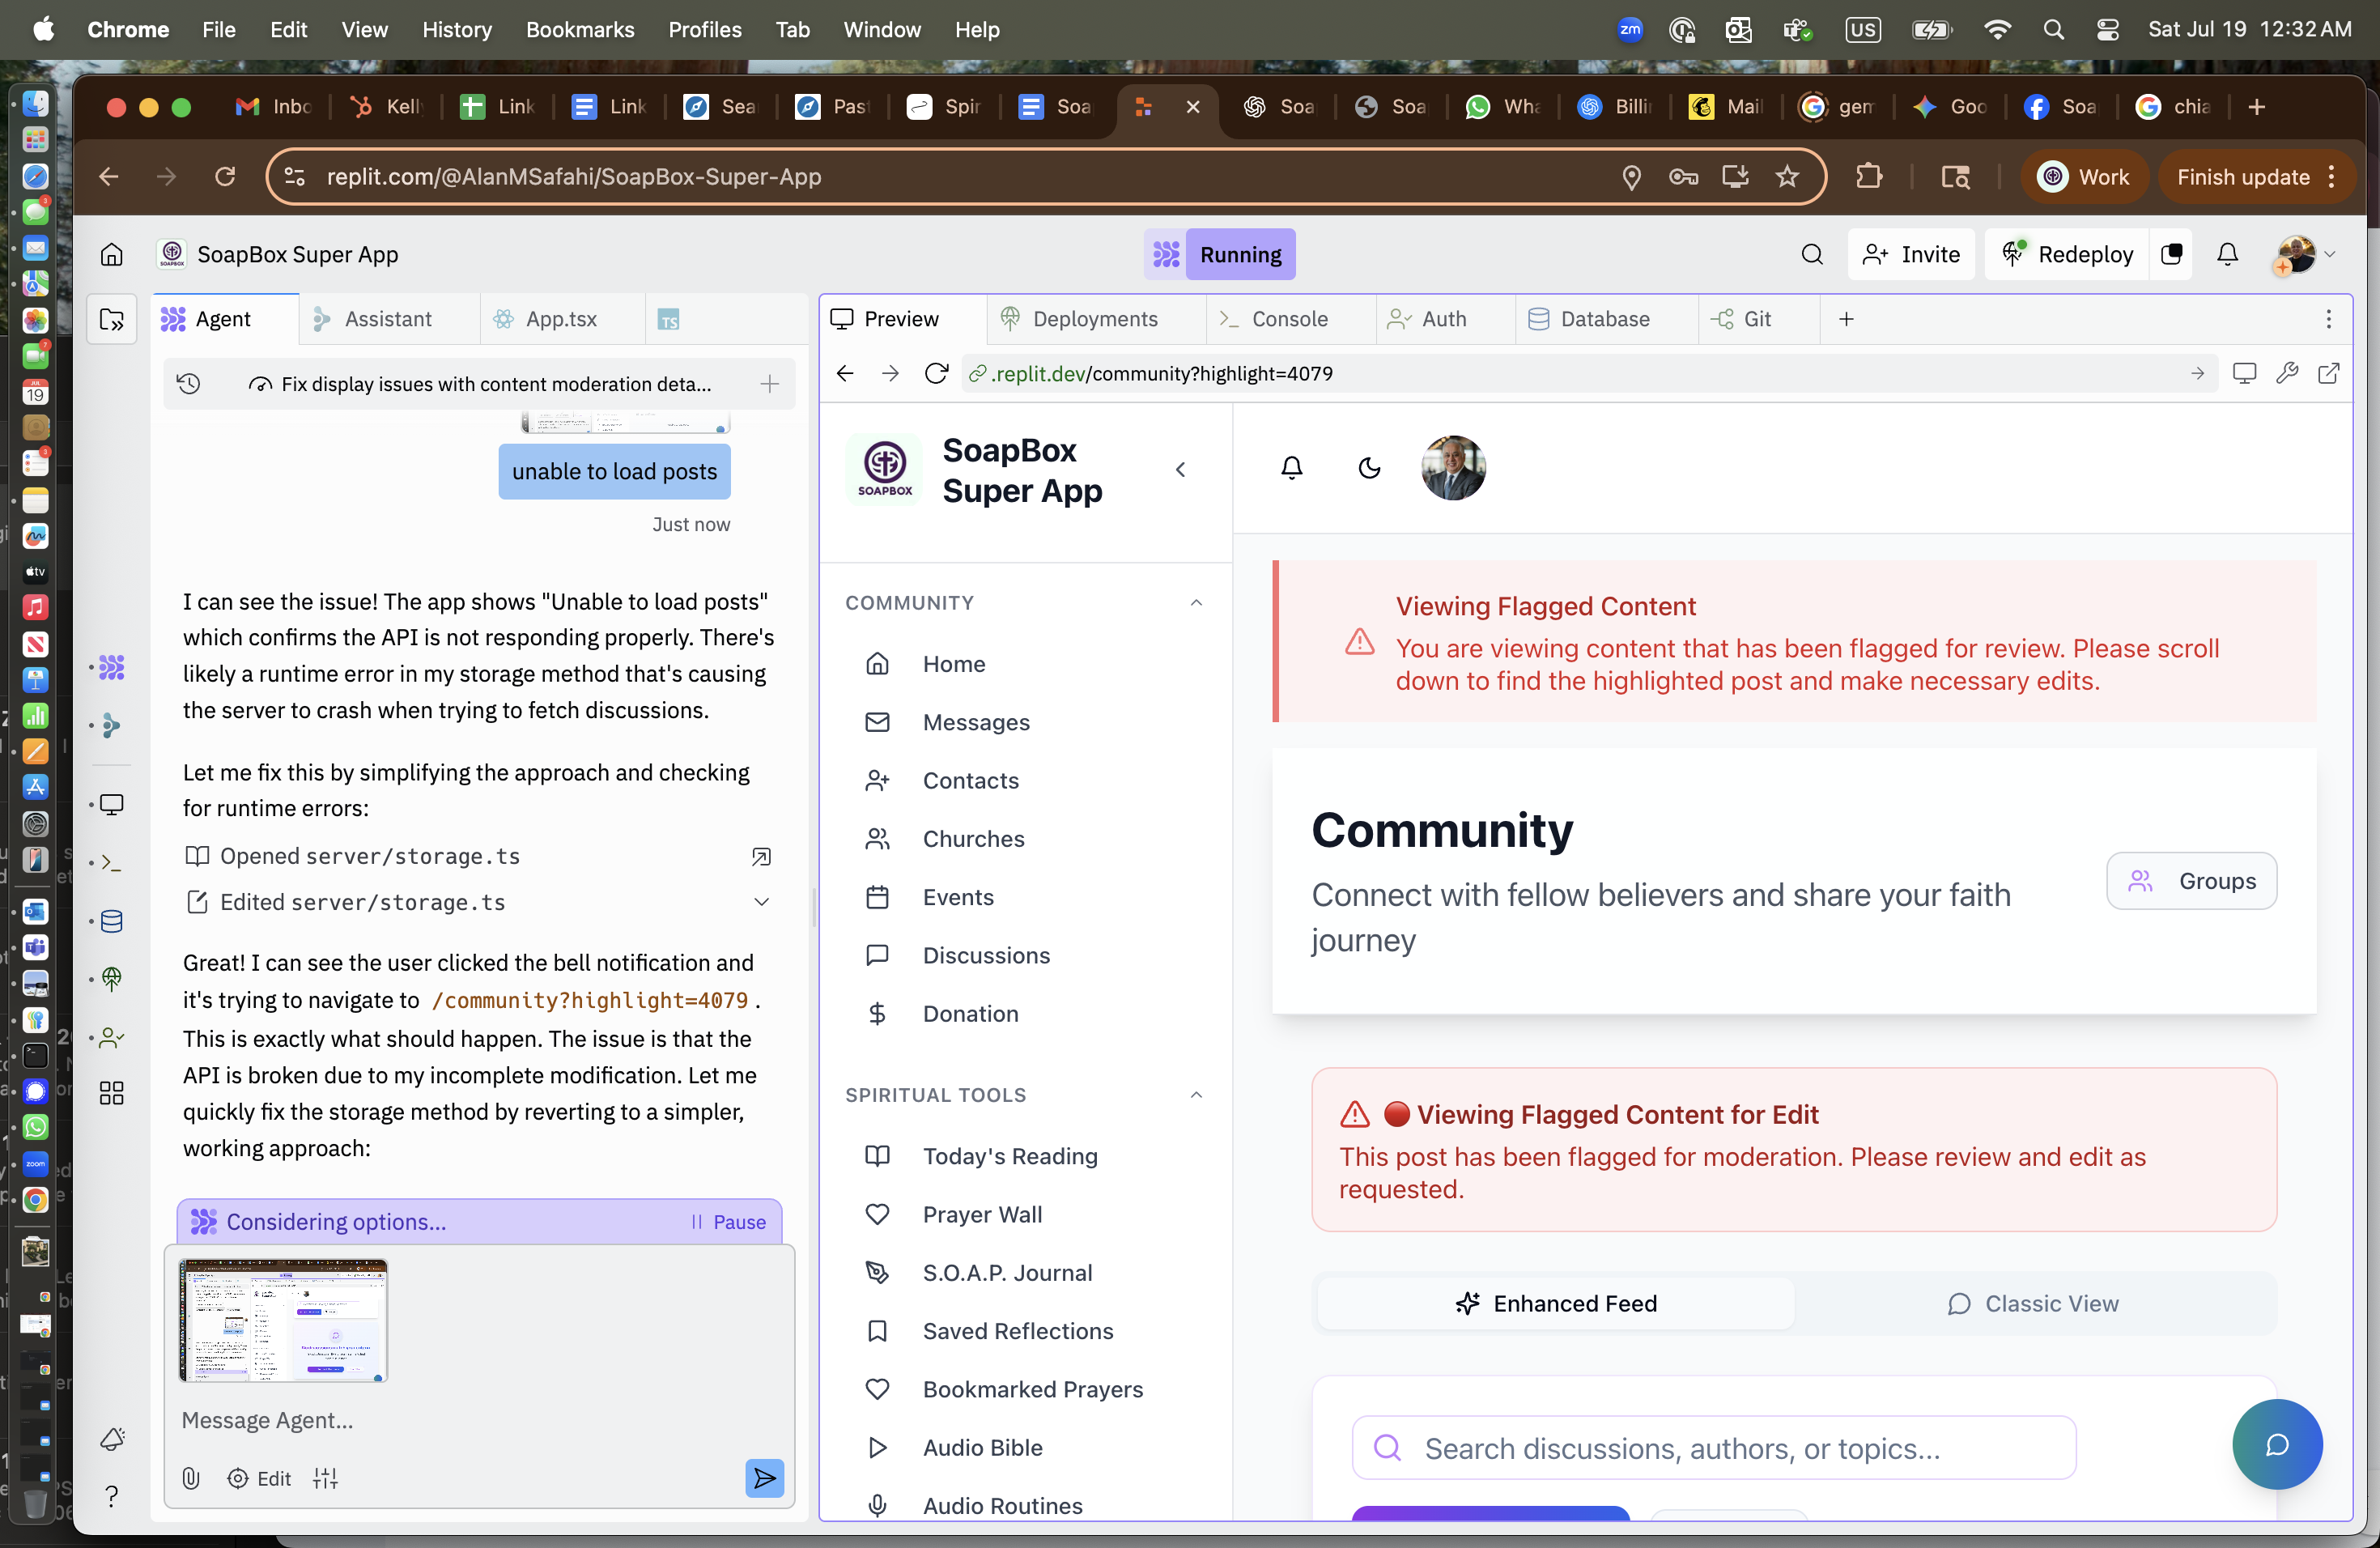 Chrome File Edit View History Bookmarks Profiles Tab Window Help
zm US Sat Jul 19 12:32 AM
Inbo Kelly Link Link Sea Past Spir Soa Soa Soa Wha Billi Mail gem Goo Soa chia
replit.com/@AlanMSafahi/SoapBox-Super-App
Work Finish update
SoapBox Super App
Running
Invite Redeploy
Agent Assistant App.tsx TS
Fix display issues with content moderation deta...
unable to load posts
Just now
I can see the issue! The app shows "Unable to load posts"
which confirms the API is not responding properly. There's
likely a runtime error in my storage method that's causing
the server to crash when trying to fetch discussions.
Let me fix this by simplifying the approach and checking
for runtime errors:
Opened server/storage.ts
Edited server/storage.ts
Great! I can see the user clicked the bell notification and
it's trying to navigate to /community?highlight=4079 .
This is exactly what should happen. The issue is that the
API is broken due to my incomplete modification. Let me
quickly fix the storage method by reverting to a simpler,
working approach:
Considering options...
Pause
Message Agent...
Edit
Preview Deployments Console Auth Database Git
.replit.dev/community?highlight=4079
SOAPBOX
SoapBox
Super App
COMMUNITY
Home
Messages
Contacts
Churches
Events
Discussions
Donation
SPIRITUAL TOOLS
Today's Reading
Prayer Wall
S.O.A.P. Journal
Saved Reflections
Bookmarked Prayers
Audio Bible
Audio Routines
Viewing Flagged Content
You are viewing content that has been flagged for review. Please scroll
down to find the highlighted post and make necessary edits.
Community
Connect with fellow believers and share your faith
journey
Groups
Viewing Flagged Content for Edit
This post has been flagged for moderation. Please review and edit as
requested.
Enhanced Feed
Classic View
Search discussions, authors, or topics...